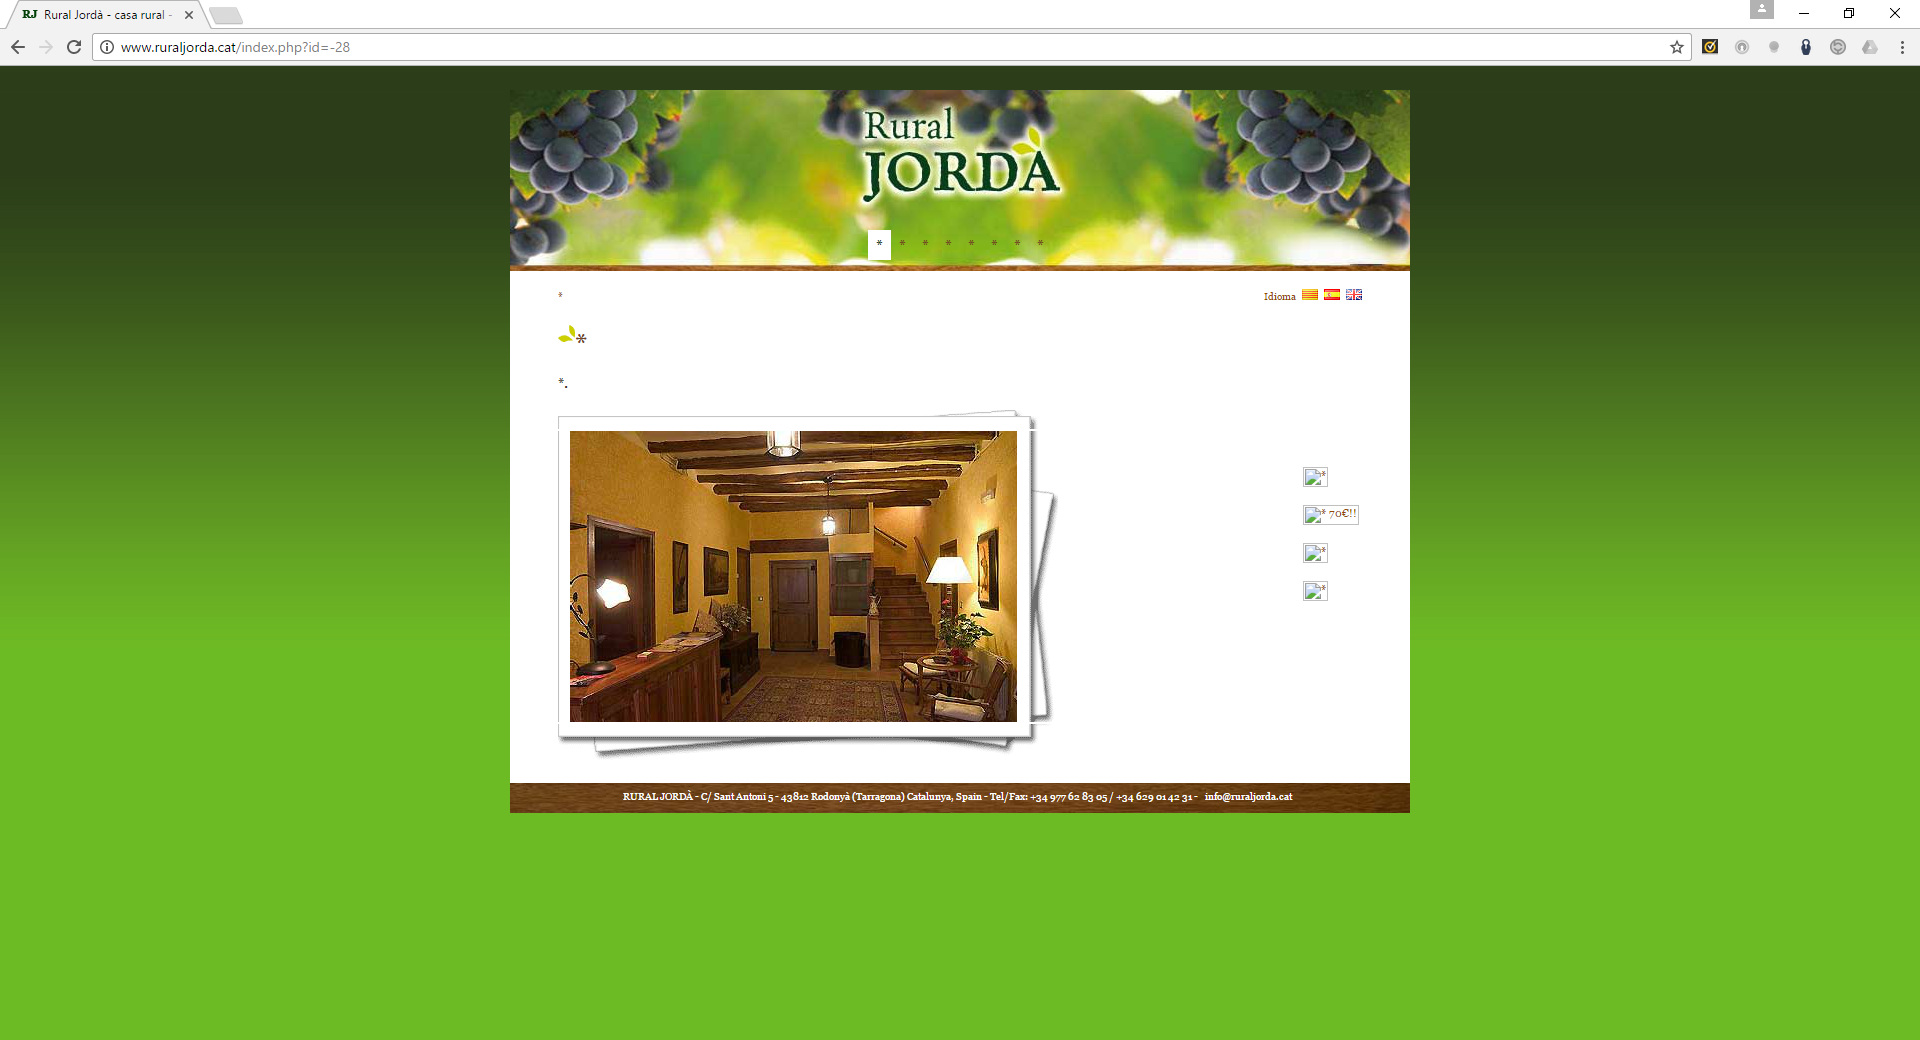 RJ Rural Jordà - casa rural -
www.ruraljorda.cat/index.php?id=-28
Rural
JORDÀ
* * * * * * * *
*
Idioma
*
*.
*
* 70€!!
*
*
RURAL JORDÀ - C/ Sant Antoni 5 - 43812 Rodonyà (Tarragona) Catalunya, Spain - Tel/Fax: +34 977 62 83 05 / +34 629 01 42 31 - info@ruraljorda.cat